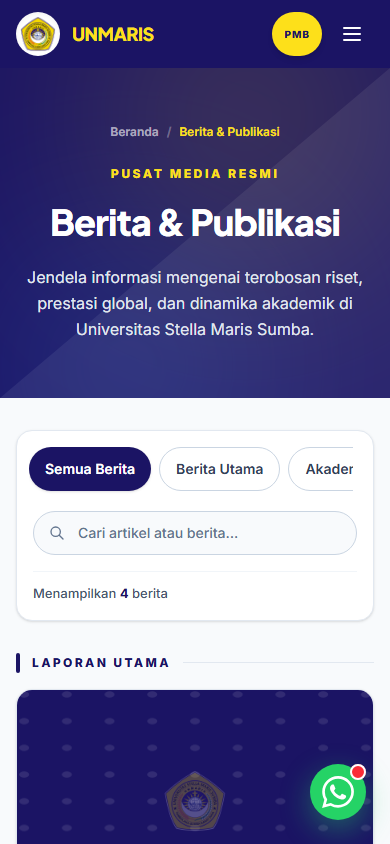 UNMARIS
PMB
Beranda / Berita & Publikasi
PUSAT MEDIA RESMI
Berita & Publikasi
Jendela informasi mengenai terobosan riset,
prestasi global, dan dinamika akademik di
Universitas Stella Maris Sumba.
Semua Berita
Berita Utama
Akader
Cari artikel atau berita...
Menampilkan 4 berita
LAPORAN UTAMA